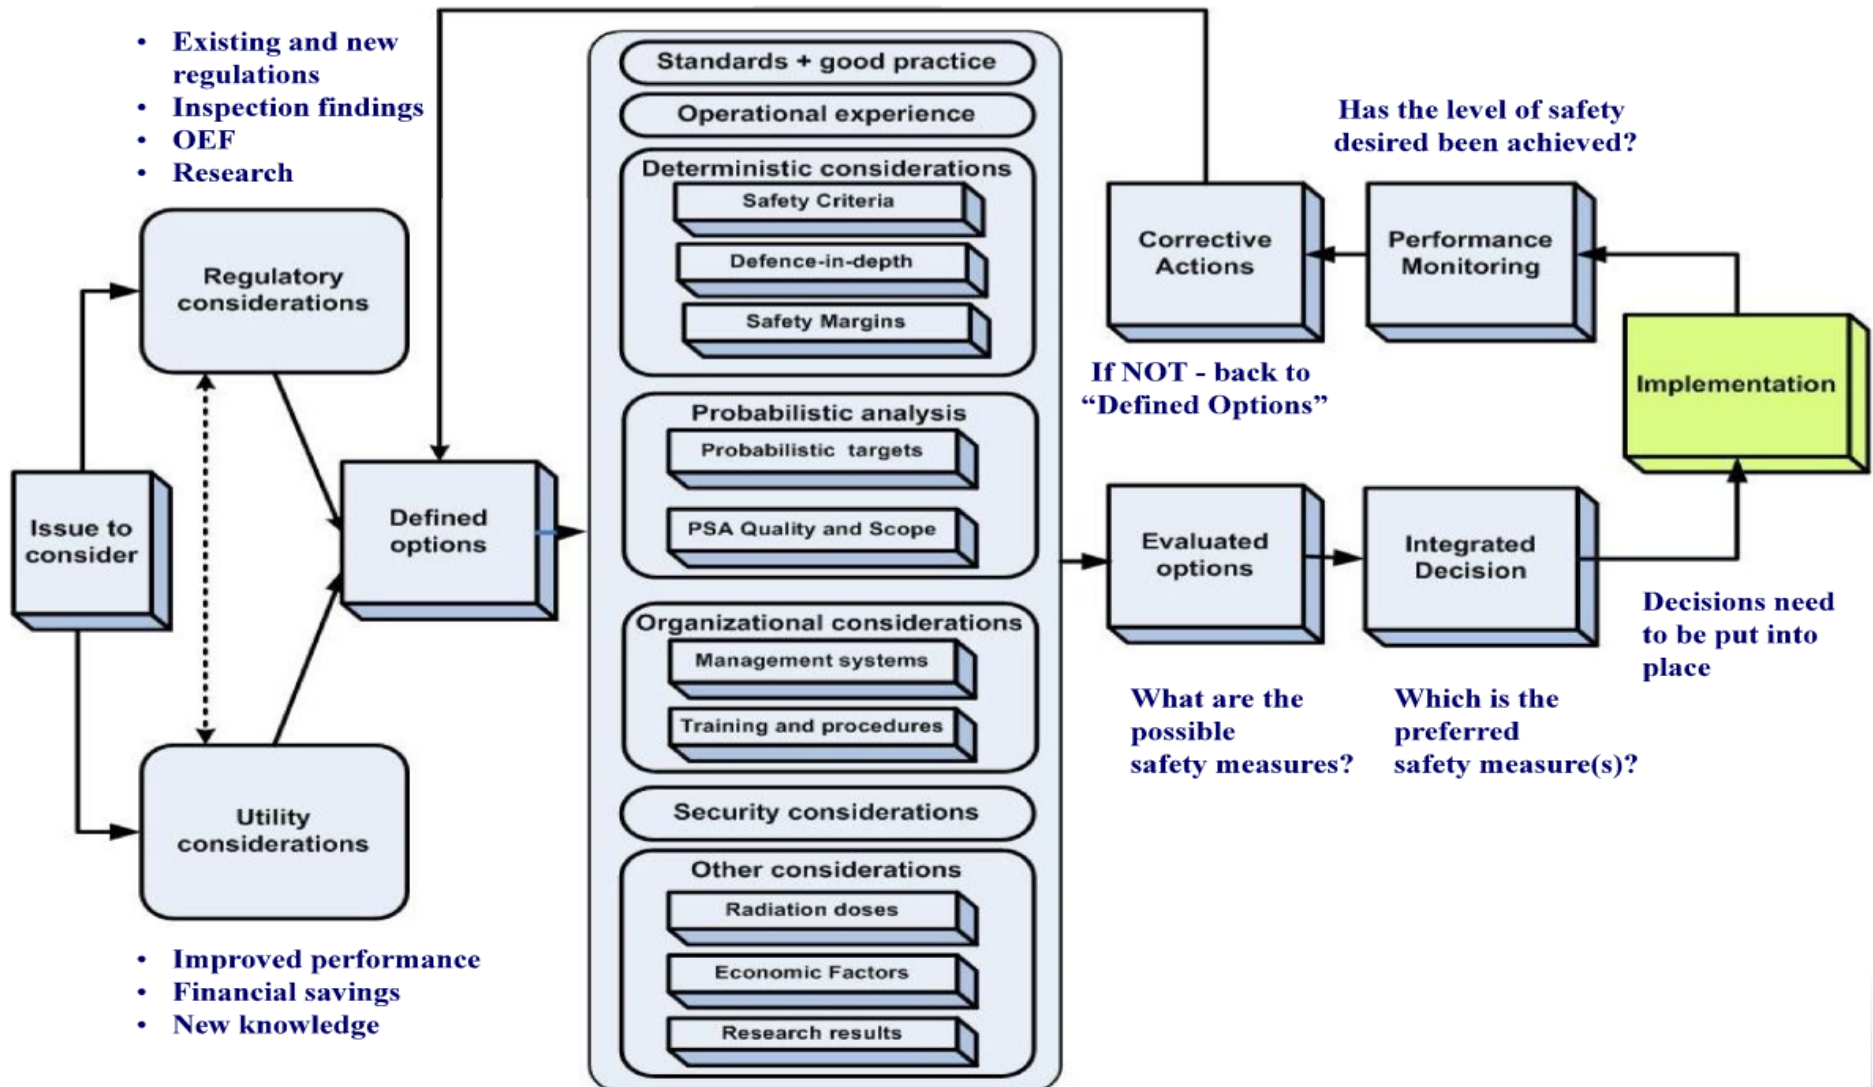 • Existing and new
regulations
• Inspection findings
• OEF
• Research
Regulatory
considerations
Issue to
consider
Utility
considerations
• Improved performance
• Financial savings
• New knowledge
Defined
options
Standards + good practice
Operational experience
Deterministic considerations
Safety Criteria
Defence-in-depth
Safety Margins
Probabilistic analysis
Probabilistic targets
PSA Quality and Scope
Organizational considerations
Management systems
Training and procedures
Security considerations
Other considerations
Radiation doses
Economic Factors
Research results
Has the level of safety
desired been achieved?
Corrective
Actions
Performance
Monitoring
If NOT - back to
“Defined Options”
Implementation
Evaluated
options
Integrated
Decision
Decisions need
to be put into
place
What are the
possible
safety measures?
Which is the
preferred
safety measure(s)?